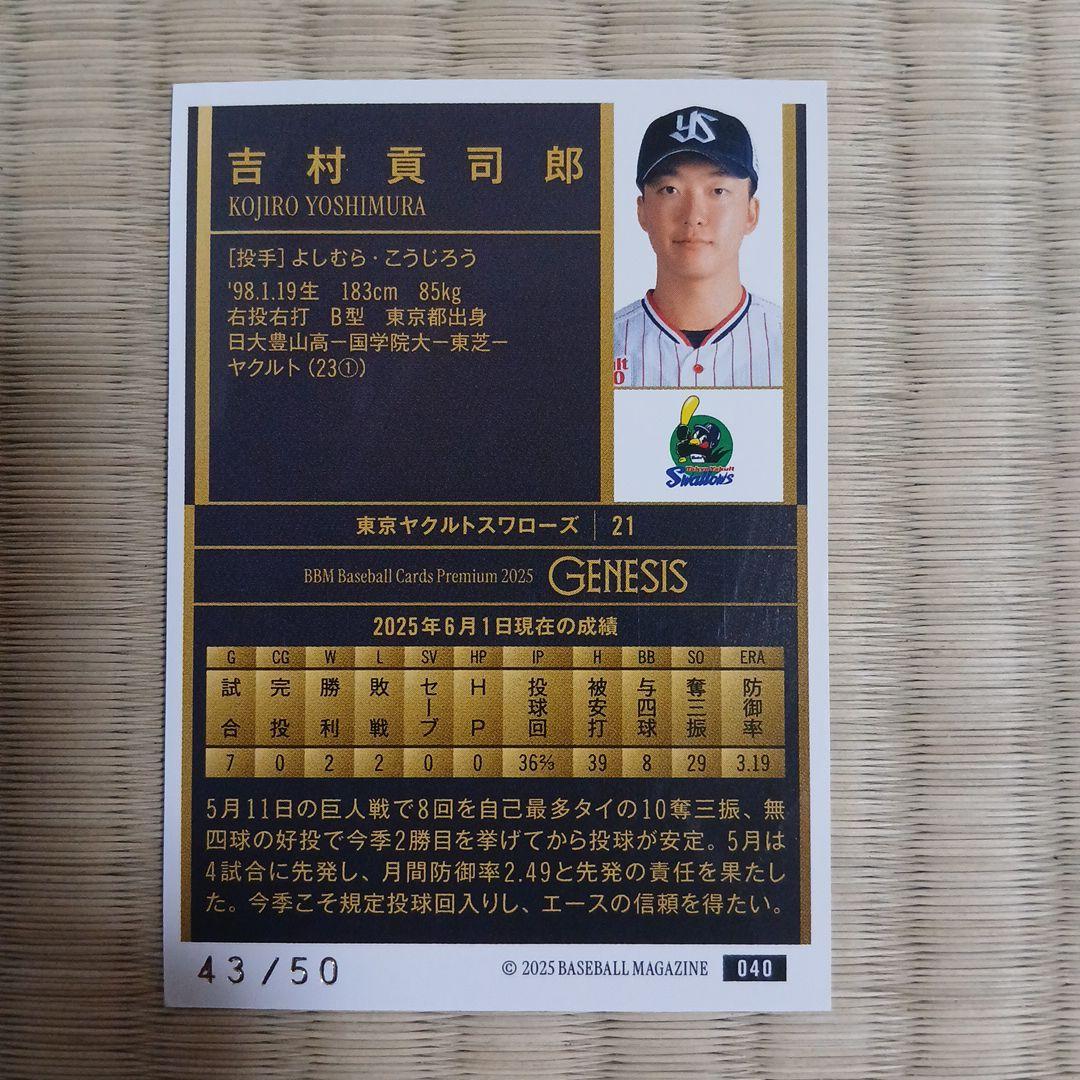 吉村貢司郎
KOJIRO YOSHIMURA
[投手]よしむら・こうじろう
'98.1.19生 183cm 85kg
右投右打 B型 東京都出身
日大豊山高ー国学院大ー東芝ー
ヤクルト(23①)
YS
lt
0
Tokyo Yakult
Swallows
東京ヤクルトスワローズ | 21
BBM Baseball Cards Premium 2025 GENESIS
2025年6月1日現在の成績
G CG W L SV HP IP H BB SO ERA
試合 完投 勝利 敗戦 セーブ HP 投球回 被安打 与四球 奪三振 防御率
7 0 2 2 0 0 36⅔ 39 8 29 3.19
5月11日の巨人戦で8回を自己最多タイの10奪三振、無
四球の好投で今季2勝目を挙げてから投球が安定。5月は
4試合に先発し、月間防御率2.49と先発の責任を果たし
た。今季こそ規定投球回入りし、エースの信頼を得たい。
43/50
© 2025 BASEBALL MAGAZINE 040